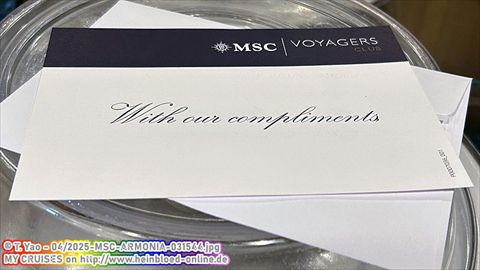 MSC | VOYAGERS
CLUB
With our compliments
©T. Yao - 04/2025-MSC-ARMONIA-031544.jpg
MY CRUISES on http://www.heinbloed-online.de